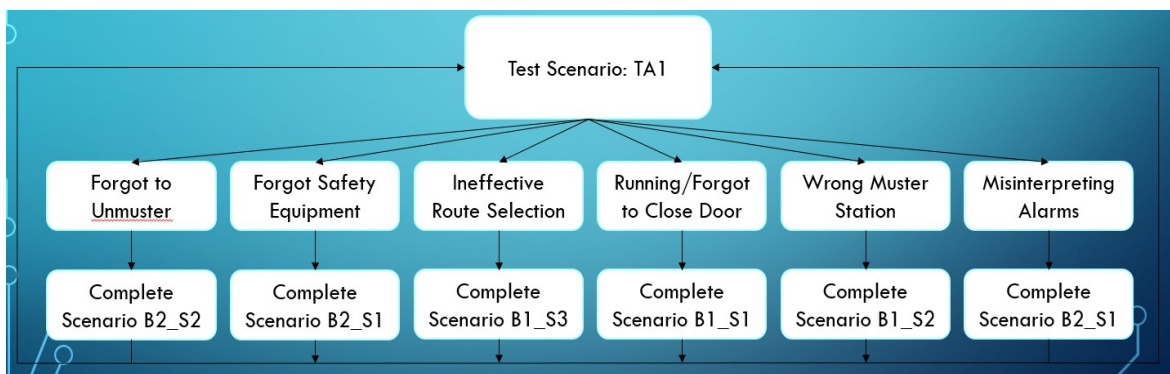 Test Scenario: TA1
Forgot to
Unmuster
Forgot Safety
Equipment
Ineffective
Route Selection
Running/Forgot
to Close Door
Wrong Muster
Station
Misinterpreting
Alarms
Complete
Scenario B2_S2
Complete
Scenario B2_S1
Complete
Scenario B1_S3
Complete
Scenario B1_S1
Complete
Scenario B1_S2
Complete
Scenario B2_S1